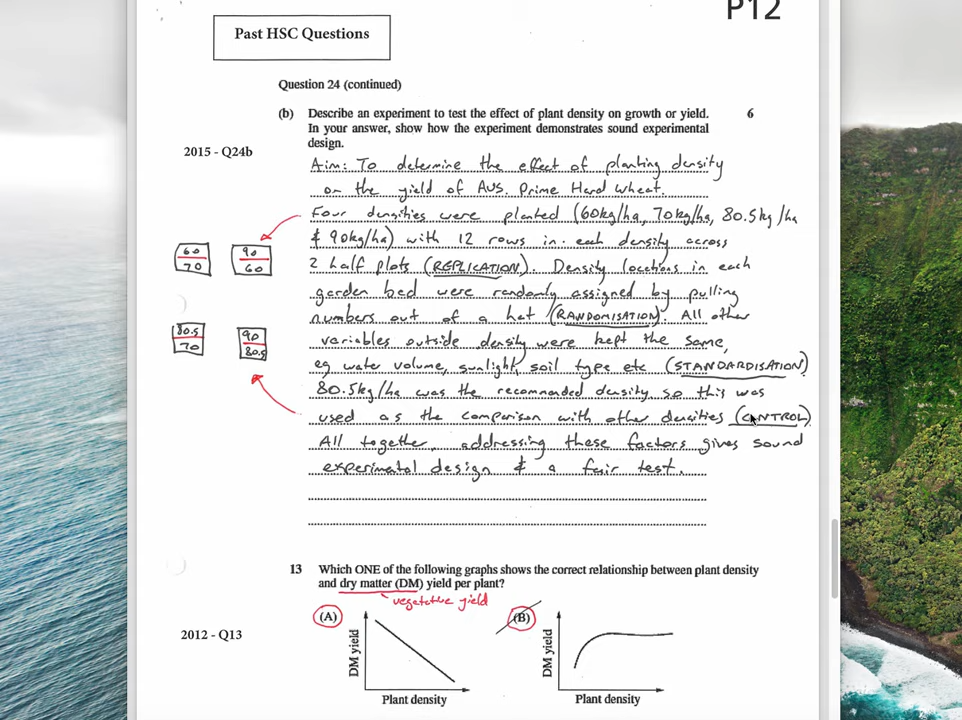 P12
Past HSC Questions
Question 24 (continued)
(b) Describe an experiment to test the effect of plant density on growth or yield. 6
In your answer, show how the experiment demonstrates sound experimental
design.
2015 - Q24b
Aim: To determine the effect of planting density
on the yield of Aus. Prime Hard wheat.
Four densities were planted (60kg/ha, 70kg/ha, 80.5kg/ha
& 90kg/ha) with 12 rows in each density across
2 half plots (REPLICATION). Density locations in each
garden bed were randomly assigned by pulling
numbers out of a hat (RANDOMISATION). All other
variables outside density were kept the same,
eg water volume, sunlight, soil type etc (STANDARDISATION)
80.5kg/ha was the recommended density so this was
used as the comparison with other densities (CONTROL).
All together, addressing these factors gives sound
experimental design & a fair test.
60 90
70 60
80.5 90
70 80.5
13 Which ONE of the following graphs shows the correct relationship between plant density
and dry matter (DM) yield per plant?
vegetative yield
2012 - Q13
(A) (B)
DM yield DM yield
Plant density Plant density